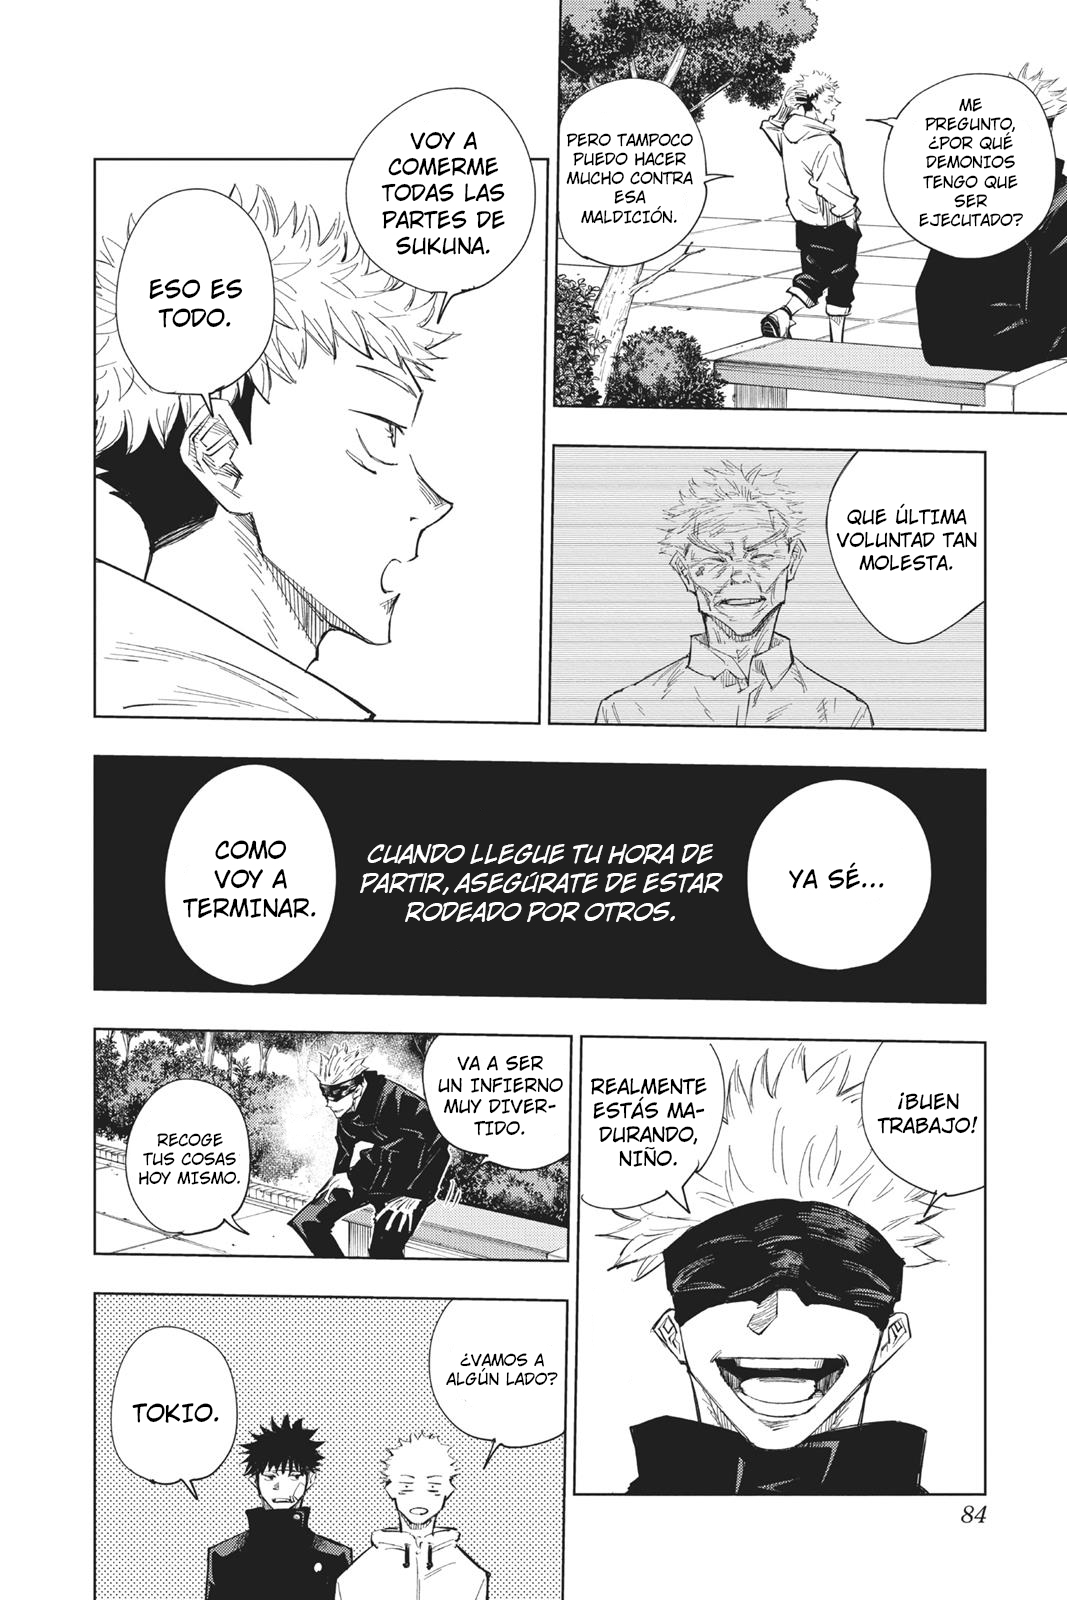 ME
PREGUNTO,
¿POR QUÉ
DEMONIOS
TENGO QUE
SER
EJECUTADO?
PERO TAMPOCO
PUEDO HACER
MUCHO CONTRA
ESA
MALDICIÓN.
VOY A
COMERME
TODAS LAS
PARTES DE
SUKUNA.
ESO ES
TODO.
QUE ÚLTIMA
VOLUNTAD TAN
MOLESTA.
YA SÉ...
CUANDO LLEGUE TU HORA DE
PARTIR, ASEGÚRATE DE ESTAR
RODEADO POR OTROS.
COMO
VOY A
TERMINAR.
¡BUEN
TRABAJO!
REALMENTE
ESTÁS MA-
DURANDO,
NIÑO.
VA A SER
UN INFIERNO
MUY DIVER-
TIDO.
RECOGE
TUS COSAS
HOY MISMO.
¿VAMOS A
ALGÚN LADO?
TOKIO.
84